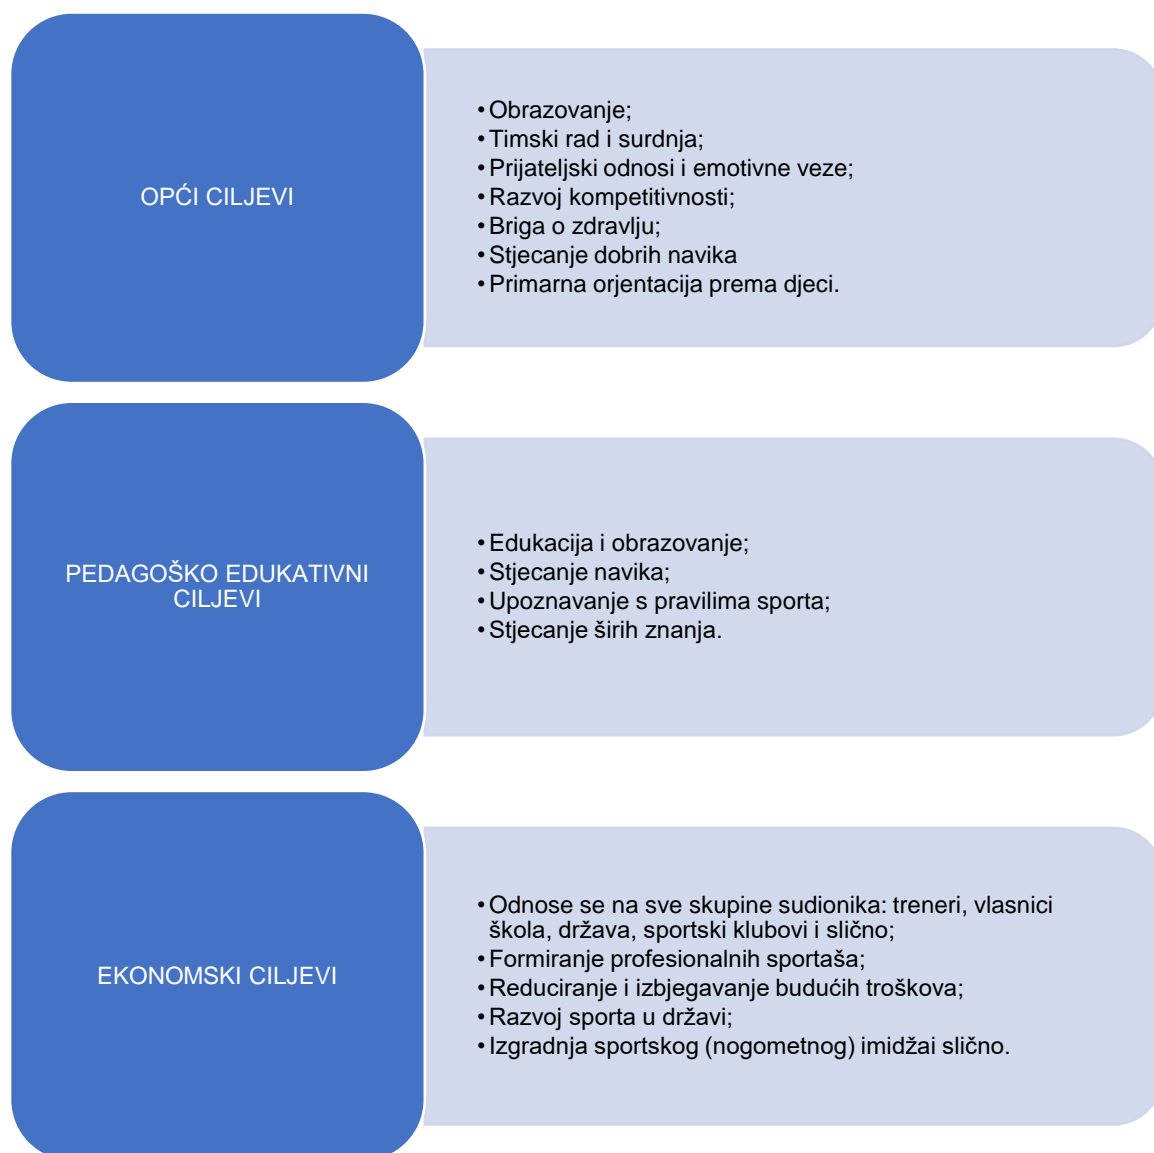 OPĆI CILJEVI
•Obrazovanje;
•Timski rad i surdnja;
•Prijateljski odnosi i emotivne veze;
•Razvoj kompetitivnosti;
•Briga o zdravlju;
•Stjecanje dobrih navika
•Primarna orjentacija prema djeci.
PEDAGOŠKO EDUKATIVNI
CILJEVI
•Edukacija i obrazovanje;
•Stjecanje navika;
•Upoznavanje s pravilima sporta;
•Stjecanje širih znanja.
EKONOMSKI CILJEVI
•Odnose se na sve skupine sudionika: treneri, vlasnici
škola, država, sportski klubovi i slično;
•Formiranje profesionalnih sportaša;
•Reduciranje i izbjegavanje budućih troškova;
•Razvoj sporta u državi;
•Izgradnja sportskog (nogometnog) imidžai slično.